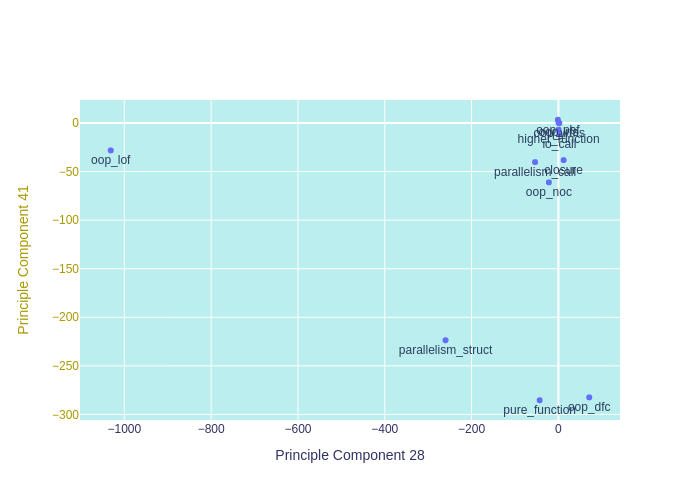 0
−50
−100
−150
−200
−250
−300
−1000
−800
−600
−400
−200
0
Principle Component 28
Principle Component 41
oop_lof
higher_function
io_call
closure
parallelism_call
oop_noc
parallelism_struct
pure_function
oop_dfc